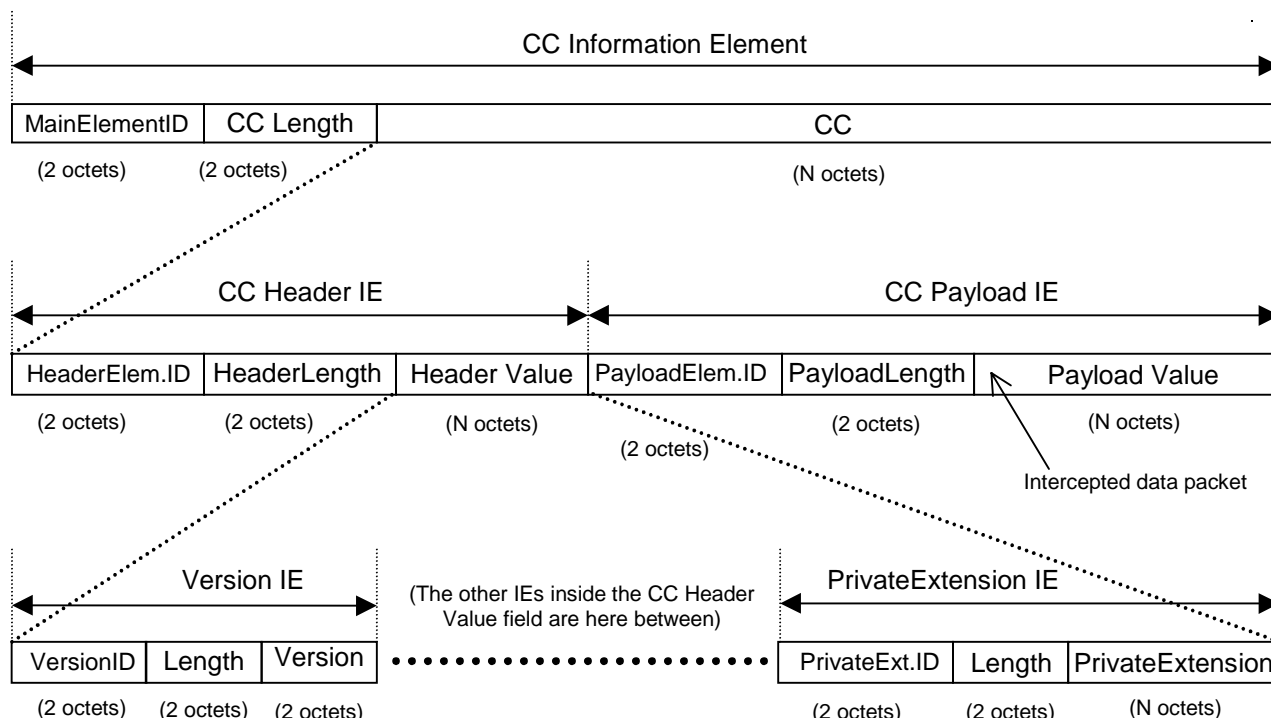 CC Information Element
MainElementID CC Length CC
(2 octets) (2 octets) (N octets)
CC Header IE CC Payload IE
HeaderElem.ID HeaderLength Header Value PayloadElem.ID PayloadLength Payload Value
(2 octets) (2 octets) (N octets) (2 octets) (2 octets) (N octets)
Intercepted data packet
Version IE (The other IEs inside the CC Header PrivateExtension IE
Value field are here between)
VersionID Length Version PrivateExt.ID Length PrivateExtension
(2 octets) (2 octets) (2 octets) (2 octets) (2 octets) (N octets)